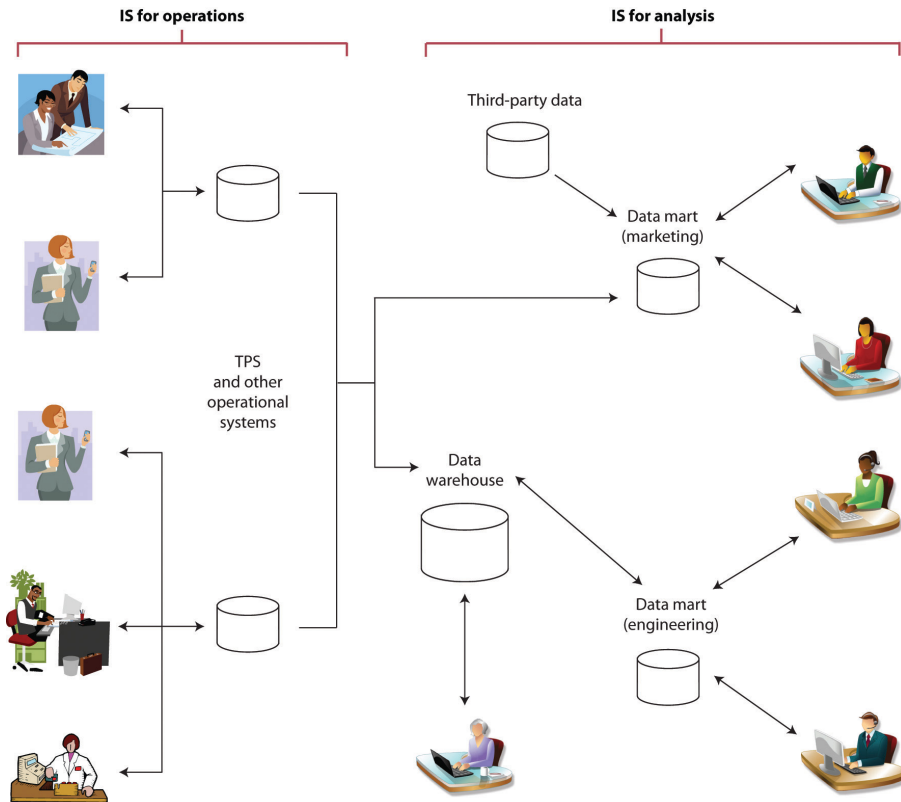 IS for operations
IS for analysis
Third-party data
Data mart
(marketing)
TPS
and other
operational
systems
Data
warehouse
Data mart
(engineering)